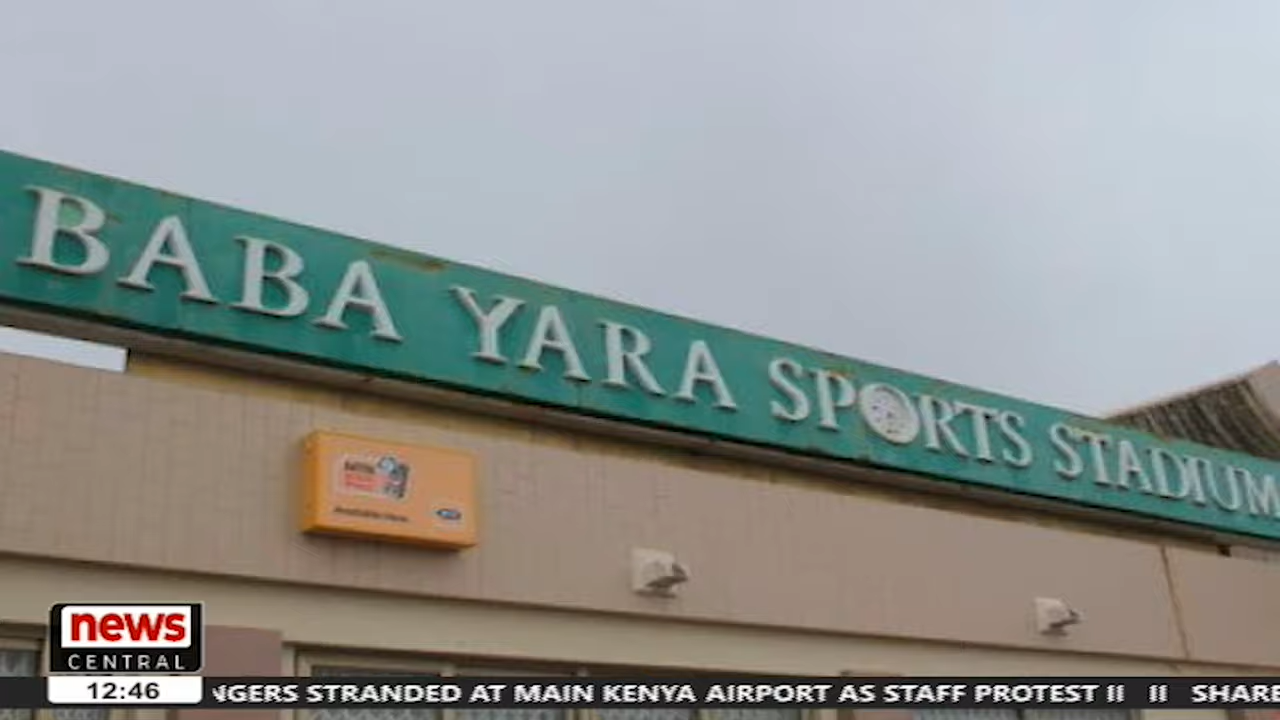 BABA YARA SPORTS STADIUM
news
CENTRAL
12:46
NGERS STRANDED AT MAIN KENYA AIRPORT AS STAFF PROTEST II II SHARE